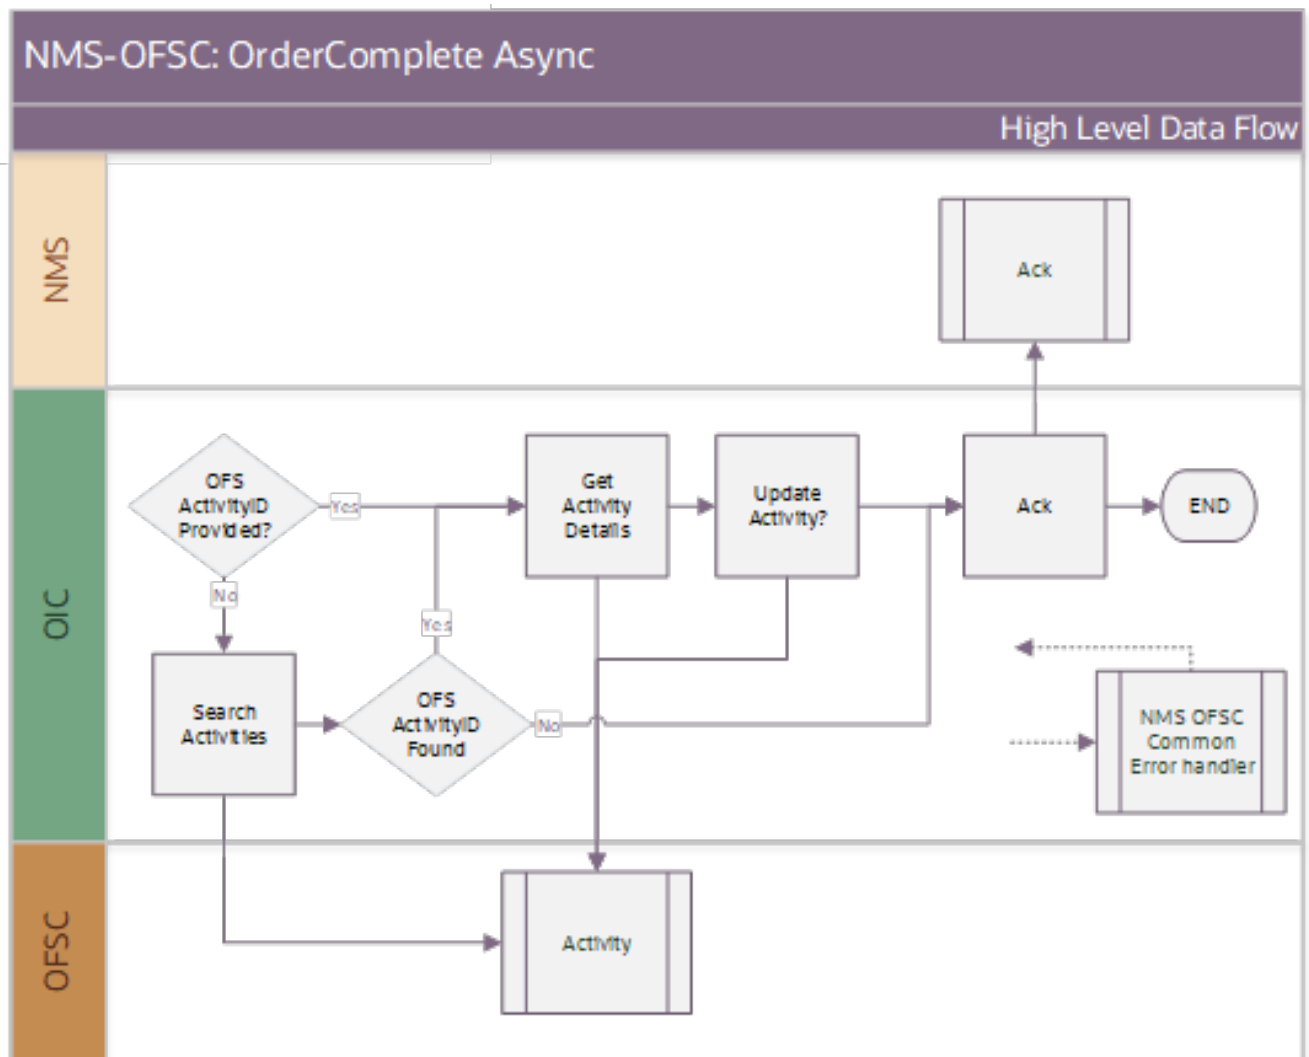 NMS-OFSC: OrderComplete Async
High Level Data Flow
NMS
Ack
OIC
OFS
ActivityID
Provided?
Yes
Get
Activity
Details
Update
Activity?
Ack
END
No
Yes
Search
Activities
OFS
ActivityID
Found
No
NMS OFSC
Common
Error handler
OFSC
Activity